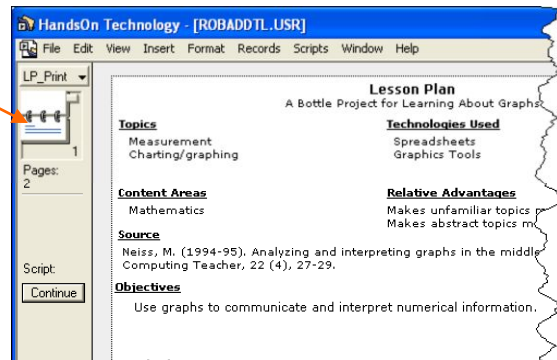 HandsOn Technology - [ROBADDTL.USR]
File Edit View Insert Format Records Scripts Window Help
LP_Print
1
Pages:
2
Script:
Continue
Lesson Plan
A Bottle Project for Learning About Graphs
Topics Technologies Used
Measurement Spreadsheets
Charting/graphing Graphics Tools
Content Areas Relative Advantages
Mathematics Makes unfamiliar topics
Makes abstract topics
Source
Neiss, M. (1994-95). Analyzing and interpreting graphs in the middle
Computing Teacher, 22 (4), 27-29.
Objectives
Use graphs to communicate and interpret numerical information.